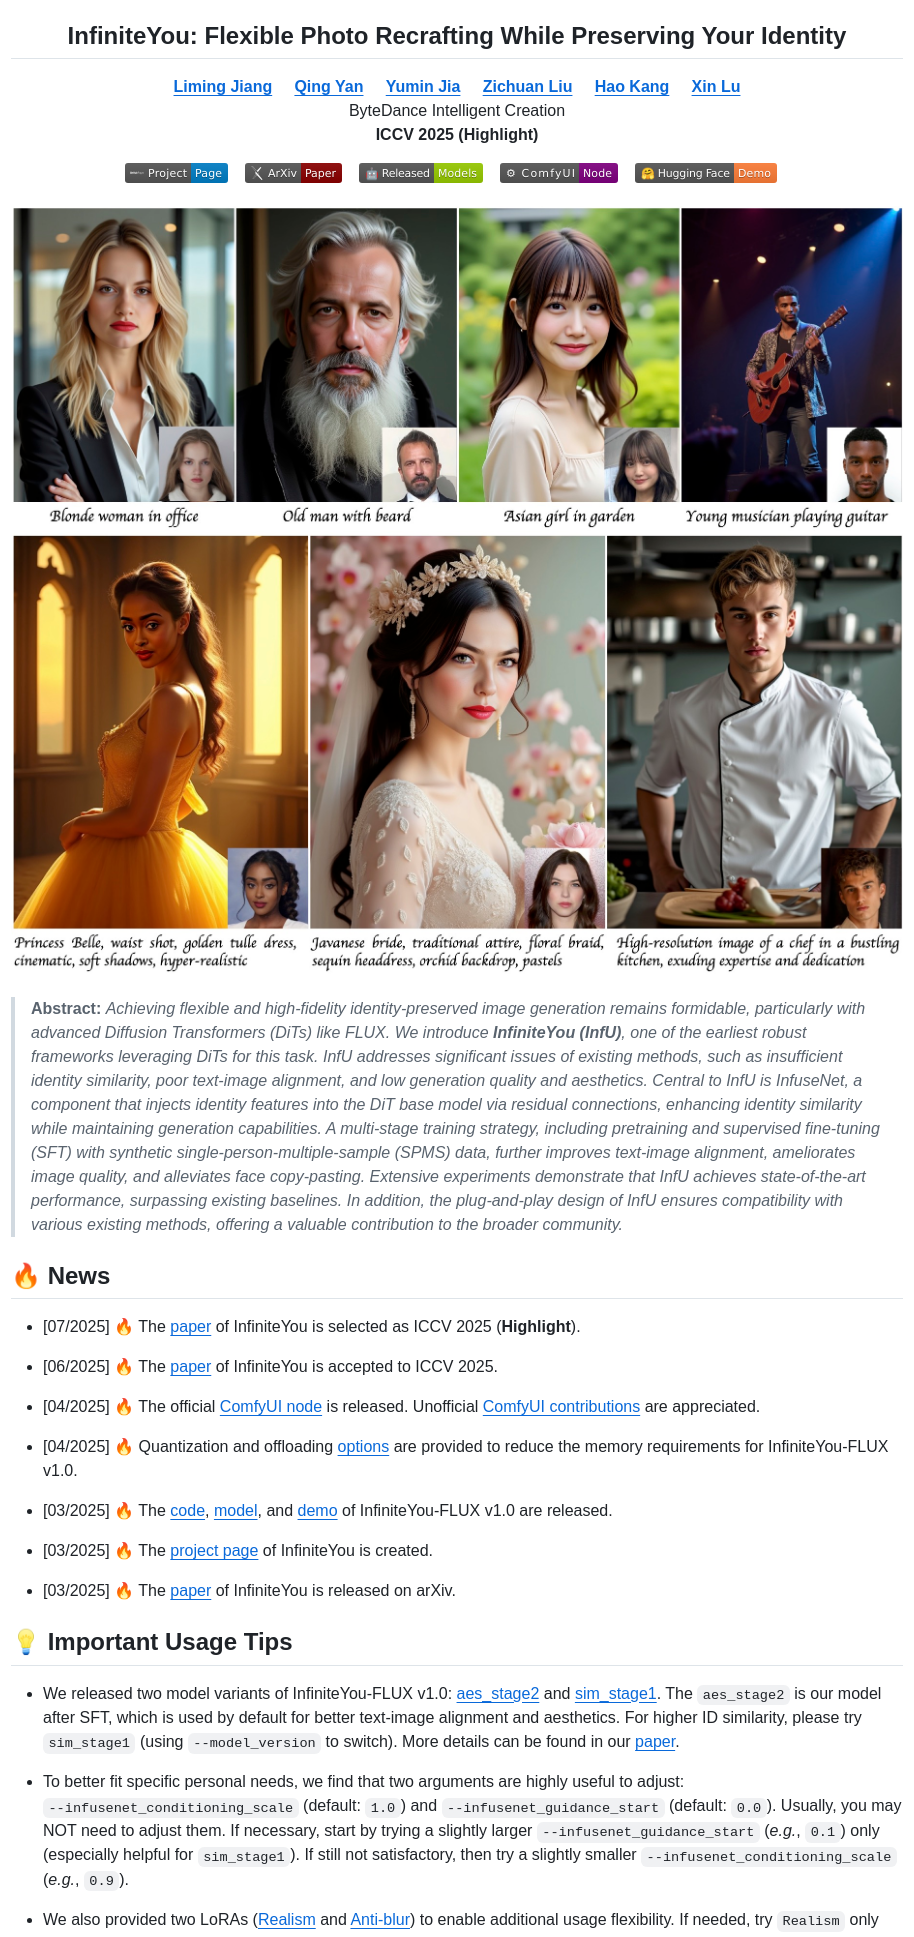 InfiniteYou: Flexible Photo Recrafting While Preserving Your Identity
Liming Jiang Qing Yan Yumin Jia Zichuan Liu Hao Kang Xin Lu
ByteDance Intelligent Creation
ICCV 2025 (Highlight)
Project Page ArXiv Paper 🤖 Released Models ⚙ ComfyUI Node 🤗 Hugging Face Demo
Blonde woman in office Old man with beard Asian girl in garden Young musician playing guitar
Princess Belle, waist shot, golden tulle dress,
cinematic, soft shadows, hyper-realistic
Javanese bride, traditional attire, floral braid,
sequin headdress, orchid backdrop, pastels
High-resolution image of a chef in a bustling
kitchen, exuding expertise and dedication
Abstract: Achieving flexible and high-fidelity identity-preserved image generation remains formidable, particularly with
advanced Diffusion Transformers (DiTs) like FLUX. We introduce InfiniteYou (InfU), one of the earliest robust
frameworks leveraging DiTs for this task. InfU addresses significant issues of existing methods, such as insufficient
identity similarity, poor text-image alignment, and low generation quality and aesthetics. Central to InfU is InfuseNet, a
component that injects identity features into the DiT base model via residual connections, enhancing identity similarity
while maintaining generation capabilities. A multi-stage training strategy, including pretraining and supervised fine-tuning
(SFT) with synthetic single-person-multiple-sample (SPMS) data, further improves text-image alignment, ameliorates
image quality, and alleviates face copy-pasting. Extensive experiments demonstrate that InfU achieves state-of-the-art
performance, surpassing existing baselines. In addition, the plug-and-play design of InfU ensures compatibility with
various existing methods, offering a valuable contribution to the broader community.
🔥 News
• [07/2025] 🔥 The paper of InfiniteYou is selected as ICCV 2025 (Highlight).
• [06/2025] 🔥 The paper of InfiniteYou is accepted to ICCV 2025.
• [04/2025] 🔥 The official ComfyUI node is released. Unofficial ComfyUI contributions are appreciated.
• [04/2025] 🔥 Quantization and offloading options are provided to reduce the memory requirements for InfiniteYou-FLUX
v1.0.
• [03/2025] 🔥 The code, model, and demo of InfiniteYou-FLUX v1.0 are released.
• [03/2025] 🔥 The project page of InfiniteYou is created.
• [03/2025] 🔥 The paper of InfiniteYou is released on arXiv.
💡 Important Usage Tips
• We released two model variants of InfiniteYou-FLUX v1.0: aes_stage2 and sim_stage1. The aes_stage2 is our model
after SFT, which is used by default for better text-image alignment and aesthetics. For higher ID similarity, please try
sim_stage1 (using --model_version to switch). More details can be found in our paper.
• To better fit specific personal needs, we find that two arguments are highly useful to adjust:
--infusenet_conditioning_scale (default: 1.0 ) and --infusenet_guidance_start (default: 0.0 ). Usually, you may
NOT need to adjust them. If necessary, start by trying a slightly larger --infusenet_guidance_start (e.g., 0.1 ) only
(especially helpful for sim_stage1 ). If still not satisfactory, then try a slightly smaller --infusenet_conditioning_scale
(e.g., 0.9 ).
• We also provided two LoRAs (Realism and Anti-blur) to enable additional usage flexibility. If needed, try Realism only